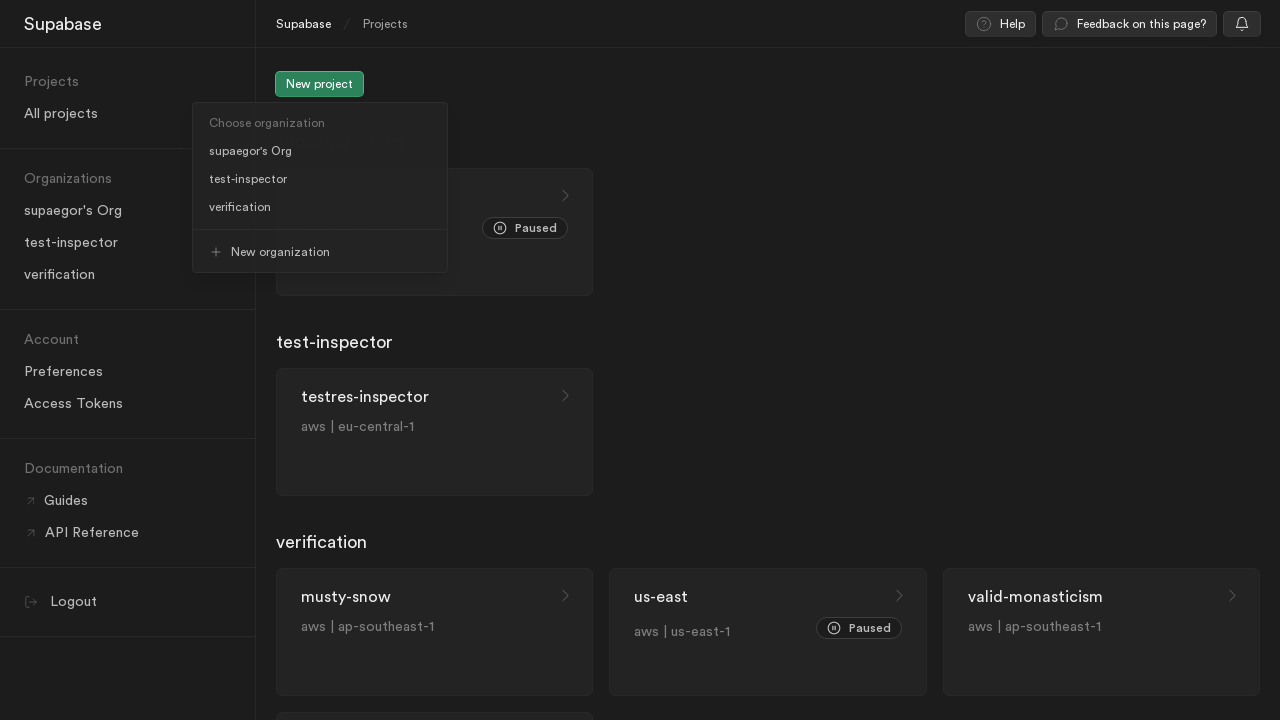 Supabase
Supabase / Projects
Help
Feedback on this page?
Projects
All projects
Organizations
supaegor's Org
test-inspector
verification
Account
Preferences
Access Tokens
Documentation
Guides
API Reference
Logout
New project
Choose organization
supaegor's Org
test-inspector
verification
New organization
Paused
test-inspector
testres-inspector
aws | eu-central-1
verification
musty-snow
aws | ap-southeast-1
us-east
aws | us-east-1
Paused
valid-monasticism
aws | ap-southeast-1